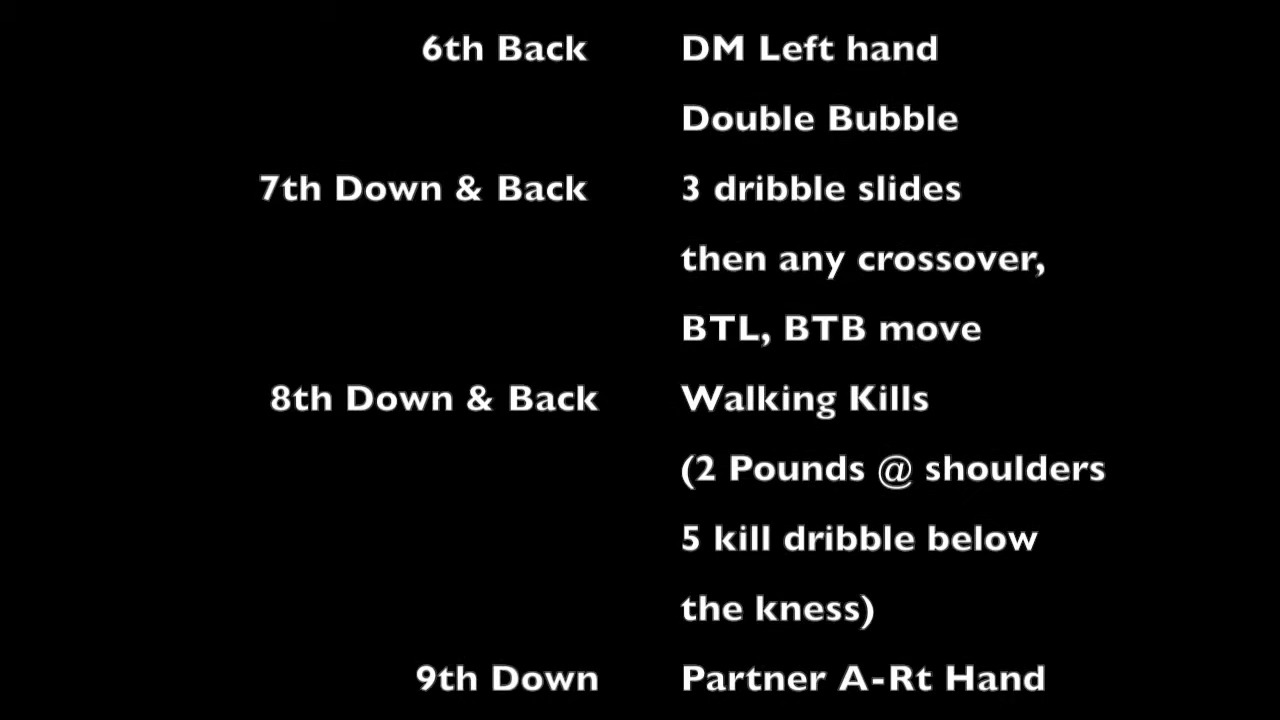 6th Back DM Left hand
Double Bubble
7th Down & Back 3 dribble slides
then any crossover,
BTL, BTB move
8th Down & Back Walking Kills
(2 Pounds @ shoulders
5 kill dribble below
the kness)
9th Down Partner A-Rt Hand